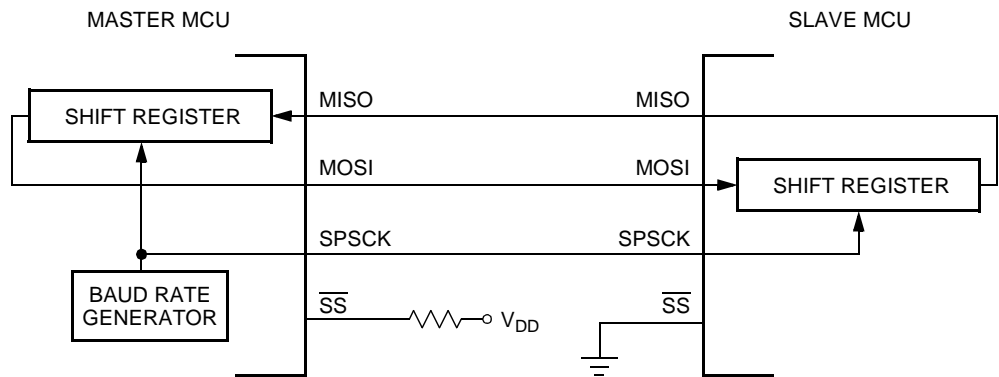 MASTER MCU
SLAVE MCU
SHIFT REGISTER
MISO
MISO
MOSI
MOSI
SHIFT REGISTER
SPSCK
SPSCK
BAUD RATE
GENERATOR
SS
VDD
SS